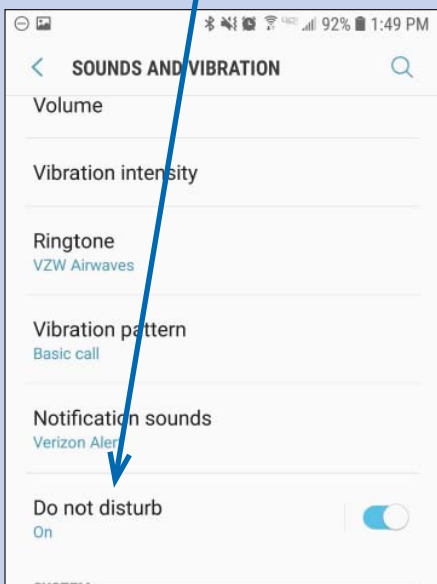 92% 1:49 PM
SOUNDS AND VIBRATION
Volume
Vibration intensity
Ringtone
VZW Airwaves
Vibration pattern
Basic call
Notification sounds
Verizon Alert
Do not disturb
On